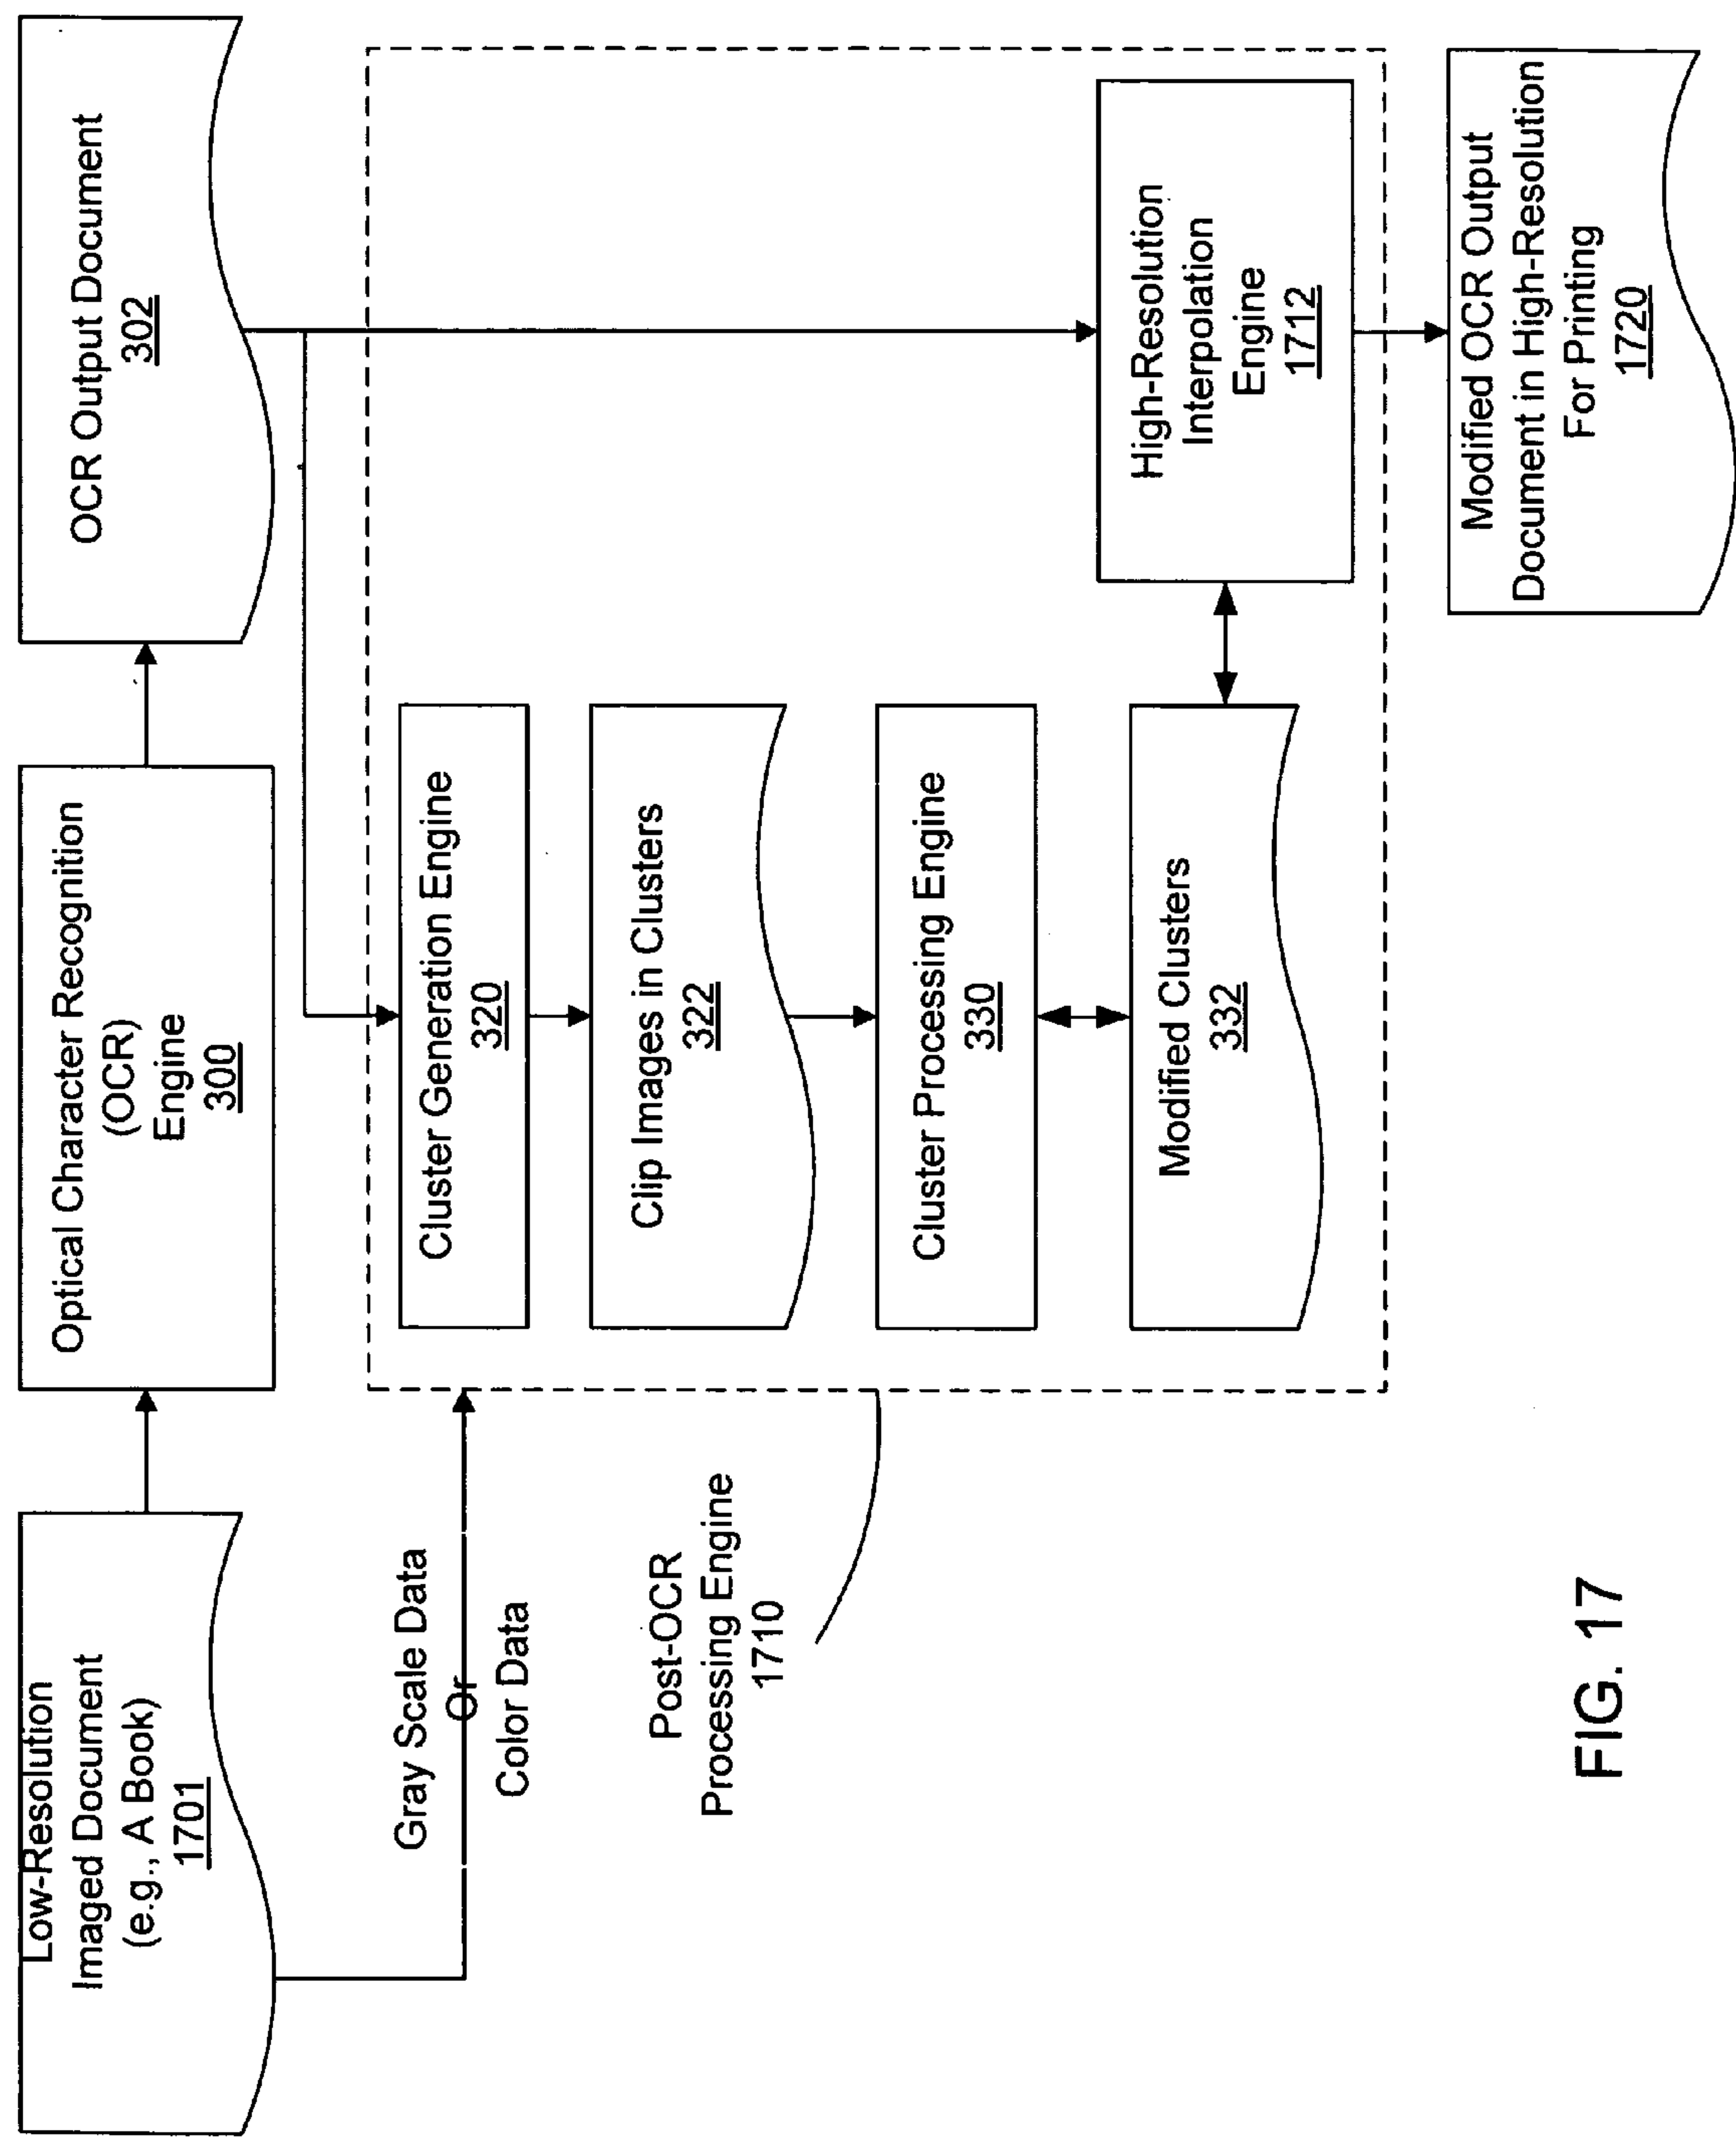 Low-Resolution
Imaged Document
(e.g., A Book)
1701
Optical Character Recognition
(OCR)
Engine
300
OCR Output Document
302
Gray Scale Data
Or
Color Data
Post-OCR
Processing Engine
1710
Cluster Generation Engine
320
Clip Images in Clusters
322
Cluster Processing Engine
330
Modified Clusters
332
High-Resolution
Interpolation
Engine
1712
Modified OCR Output
Document in High-Resolution
For Printing
1720
FIG. 17